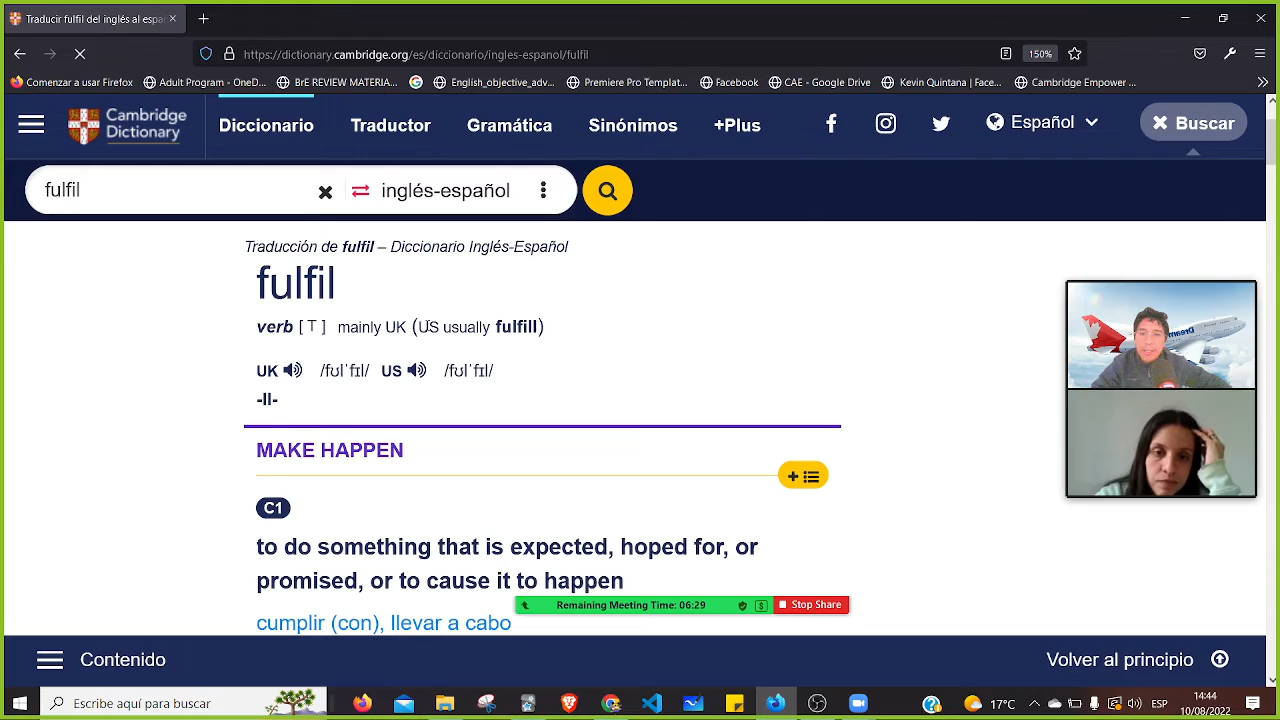 Traducir fulfil del inglés al espa
https://dictionary.cambridge.org/es/diccionario/ingles-espanol/fulfil
150%
Comenzar a usar Firefox
Adult Program - OneD...
BrE REVIEW MATERIA...
English_objective_adv...
Premiere Pro Templat...
Facebook
CAE - Google Drive
Kevin Quintana | Face...
Cambridge Empower ...
Cambridge Dictionary
Diccionario
Traductor
Gramática
Sinónimos
+Plus
Español
Buscar
fulfil
inglés-español
Traducción de fulfil – Diccionario Inglés-Español
fulfil
verb [ T ] mainly UK (US usually fulfill)
UK /fʊlˈfɪl/ US /fʊlˈfɪl/
-ll-
MAKE HAPPEN
C1
to do something that is expected, hoped for, or
promised, or to cause it to happen
Remaining Meeting Time: 06:29
Stop Share
cumplir (con), llevar a cabo
Contenido
Volver al principio
Escribe aquí para buscar
17°C
ESP
14:44
10/08/2022